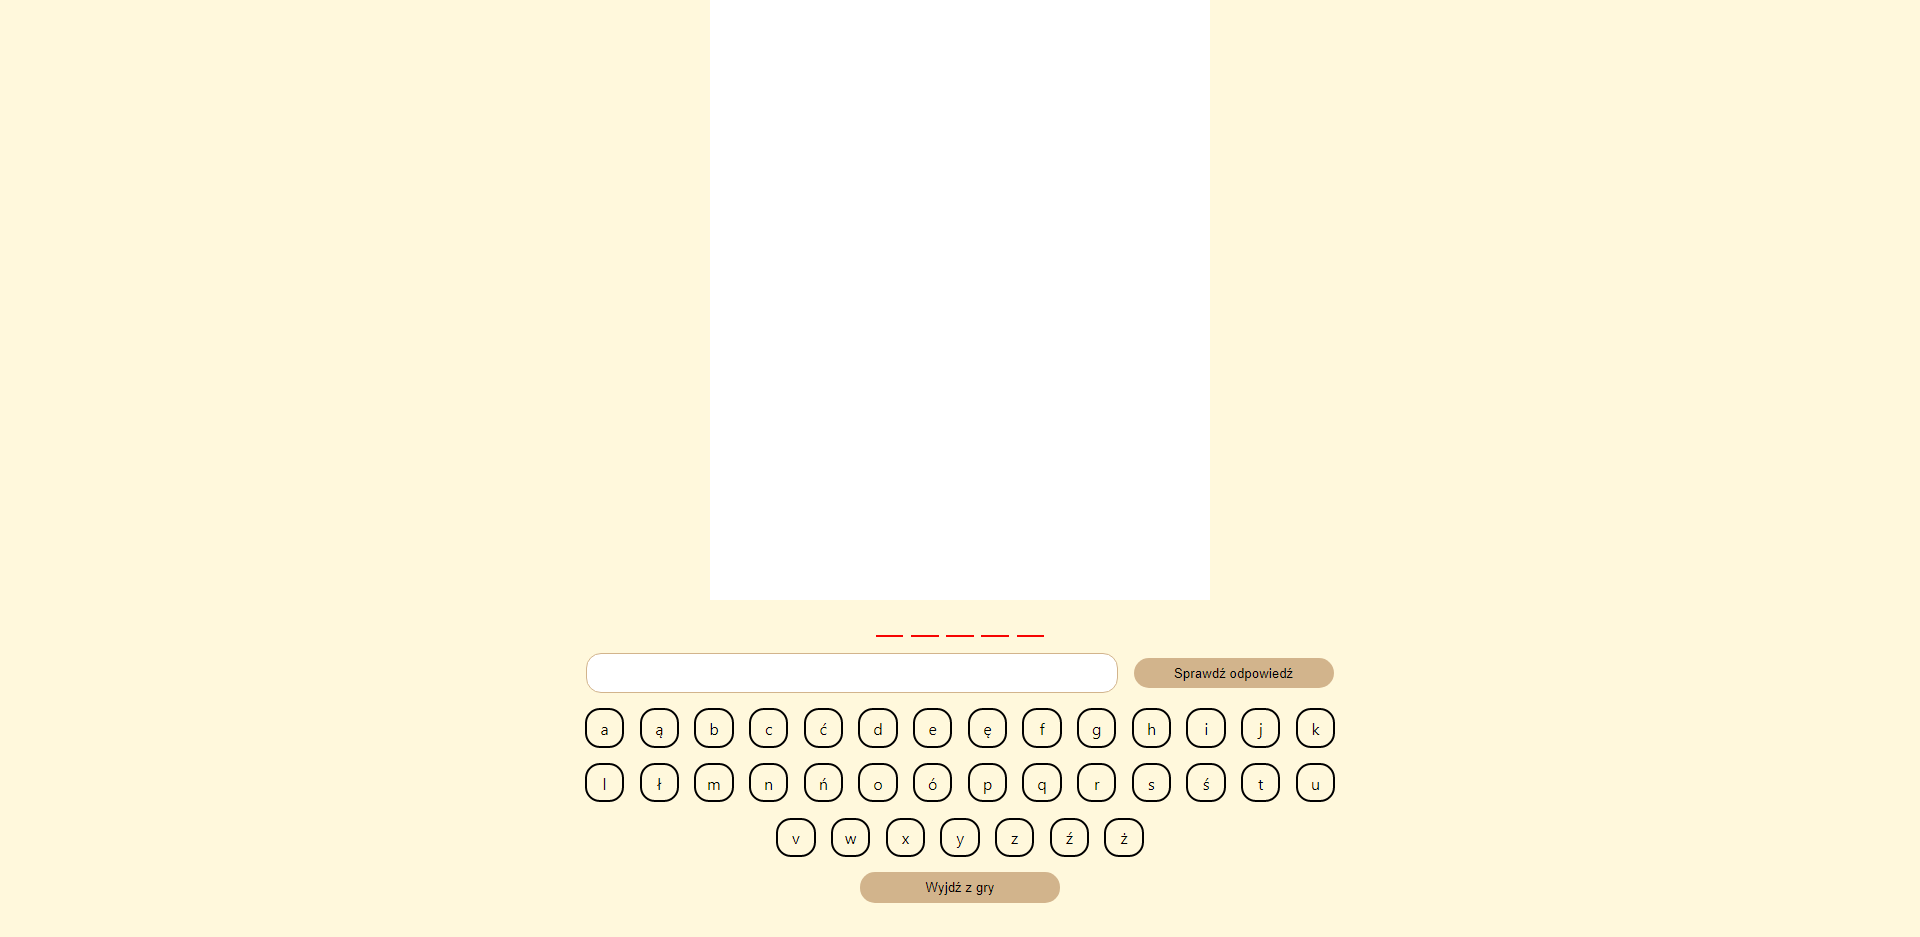 Sprawdź odpowiedź
a ą b c ć d e ę f g h i j k
l ł m n ń o ó p q r s ś t u
v w x y z ź ż
Wyjdź z gry